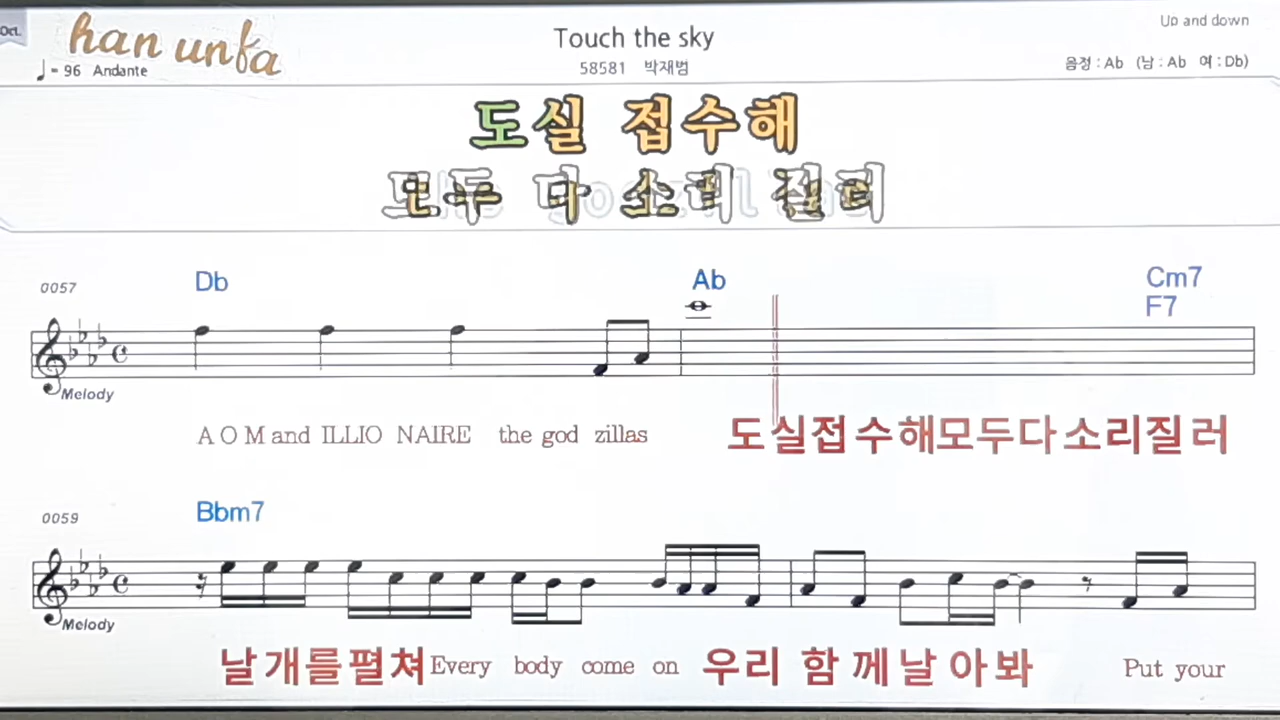 Oct.
han unfa
Touch the sky
Up and down
♩= 96 Andante
58581 박재범
음정 : Ab (남 : Ab 여 : Db)
도실 접수해
모두 다 소리 질러
0057 Db Ab Cm7
F7
Melody
A O M and ILLIO NAIRE the god zillas 도실접수해모두다소리질러
0059 Bbm7
Melody
날개를펼쳐Every body come on 우리 함께날아봐 Put your